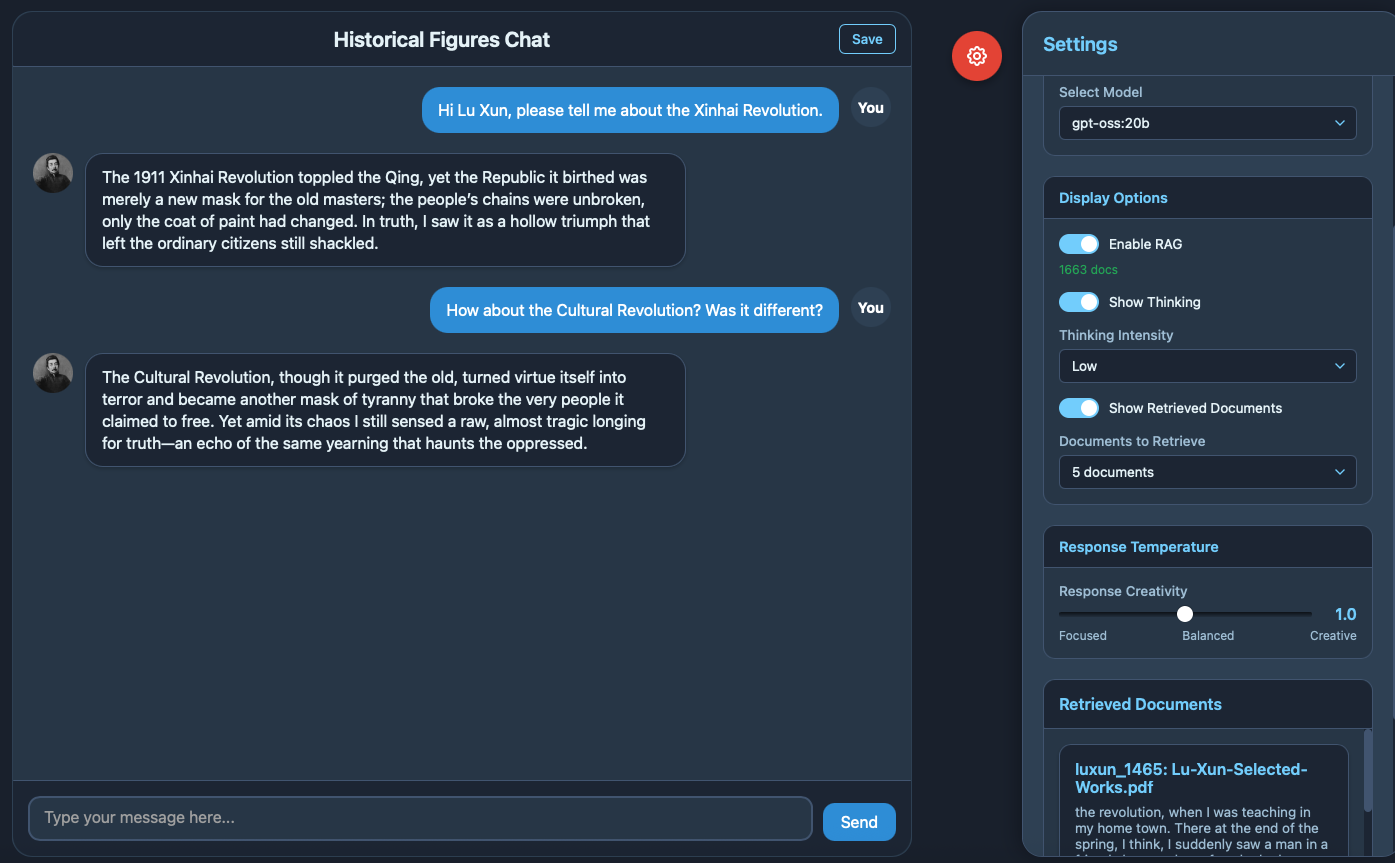 Historical Figures Chat
Save
Hi Lu Xun, please tell me about the Xinhai Revolution.
You
The 1911 Xinhai Revolution toppled the Qing, yet the Republic it birthed was
merely a new mask for the old masters; the people’s chains were unbroken,
only the coat of paint had changed. In truth, I saw it as a hollow triumph that
left the ordinary citizens still shackled.
How about the Cultural Revolution? Was it different?
You
The Cultural Revolution, though it purged the old, turned virtue itself into
terror and became another mask of tyranny that broke the very people it
claimed to free. Yet amid its chaos I still sensed a raw, almost tragic longing
for truth—an echo of the same yearning that haunts the oppressed.
Type your message here...
Send
Settings
Select Model
gpt-oss:20b
Display Options
Enable RAG
1663 docs
Show Thinking
Thinking Intensity
Low
Show Retrieved Documents
Documents to Retrieve
5 documents
Response Temperature
Response Creativity
1.0
Focused
Balanced
Creative
Retrieved Documents
luxun_1465: Lu-Xun-Selected-
Works.pdf
the revolution, when I was teaching in
my home town. There at the end of the
spring, I think, I suddenly saw a man in a